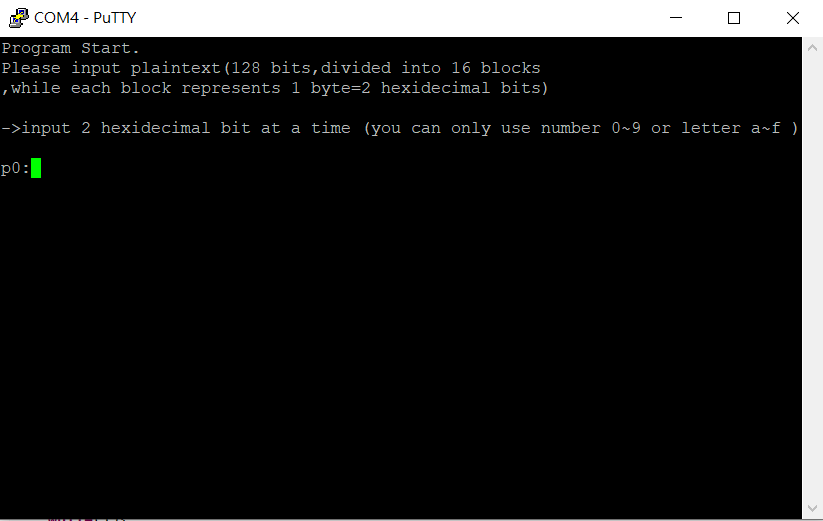 COM4 - PuTTY
Program Start.
Please input plaintext(128 bits,divided into 16 blocks
,while each block represents 1 byte=2 hexidecimal bits)
->input 2 hexidecimal bit at a time (you can only use number 0~9 or letter a~f )
p0: